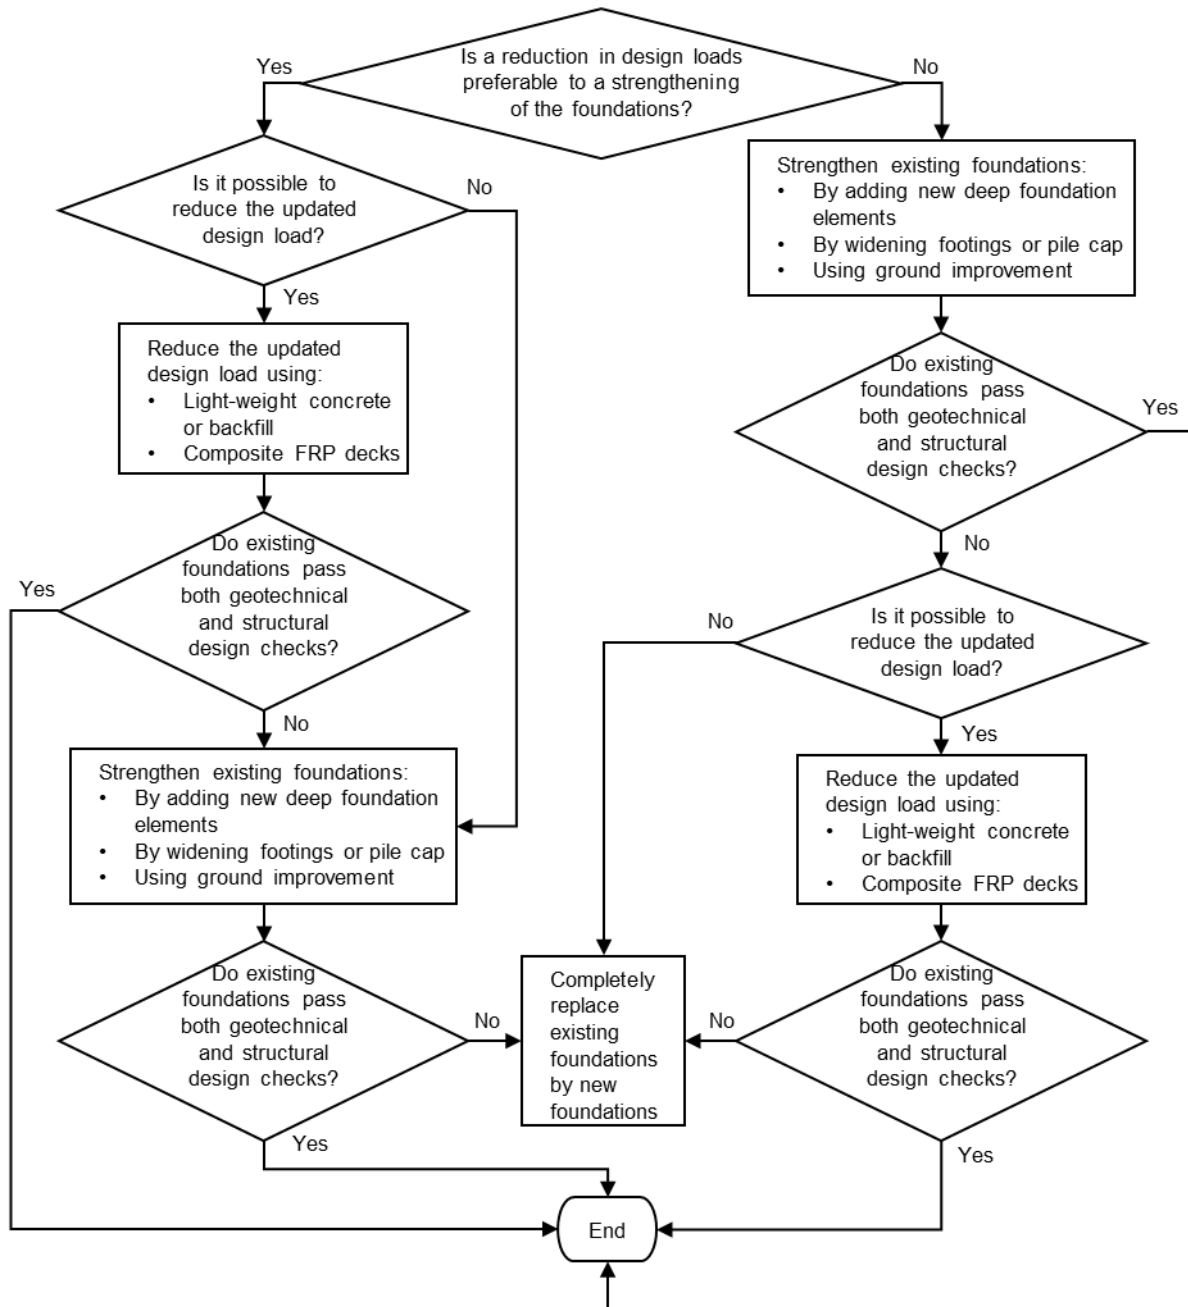 Is a reduction in design loads
preferable to a strengthening
of the foundations?
Yes
No
Is it possible to
reduce the updated
design load?
No
Yes
Reduce the updated
design load using:
• Light-weight concrete
or backfill
• Composite FRP decks
Do existing
foundations pass
both geotechnical
and structural
design checks?
Yes
No
Strengthen existing foundations:
• By adding new deep foundation
elements
• By widening footings or pile cap
• Using ground improvement
Do existing
foundations pass
both geotechnical
and structural
design checks?
No
Yes
Strengthen existing foundations:
• By adding new deep foundation
elements
• By widening footings or pile cap
• Using ground improvement
Do existing
foundations pass
both geotechnical
and structural
design checks?
Yes
No
Is it possible to
reduce the updated
design load?
No
Yes
Reduce the updated
design load using:
• Light-weight concrete
or backfill
• Composite FRP decks
Do existing
foundations pass
both geotechnical
and structural
design checks?
No
Yes
Completely
replace
existing
foundations
by new
foundations
End